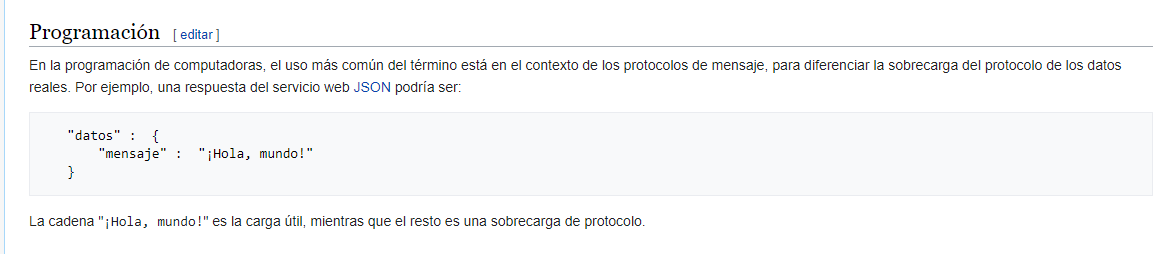 Programación [ editar ]
En la programación de computadoras, el uso más común del término está en el contexto de los protocolos de mensaje, para diferenciar la sobrecarga del protocolo de los datos
reales. Por ejemplo, una respuesta del servicio web JSON podría ser:
"datos" :  {
    "mensaje" :  "¡Hola, mundo!"
}
La cadena "¡Hola, mundo!" es la carga útil, mientras que el resto es una sobrecarga de protocolo.